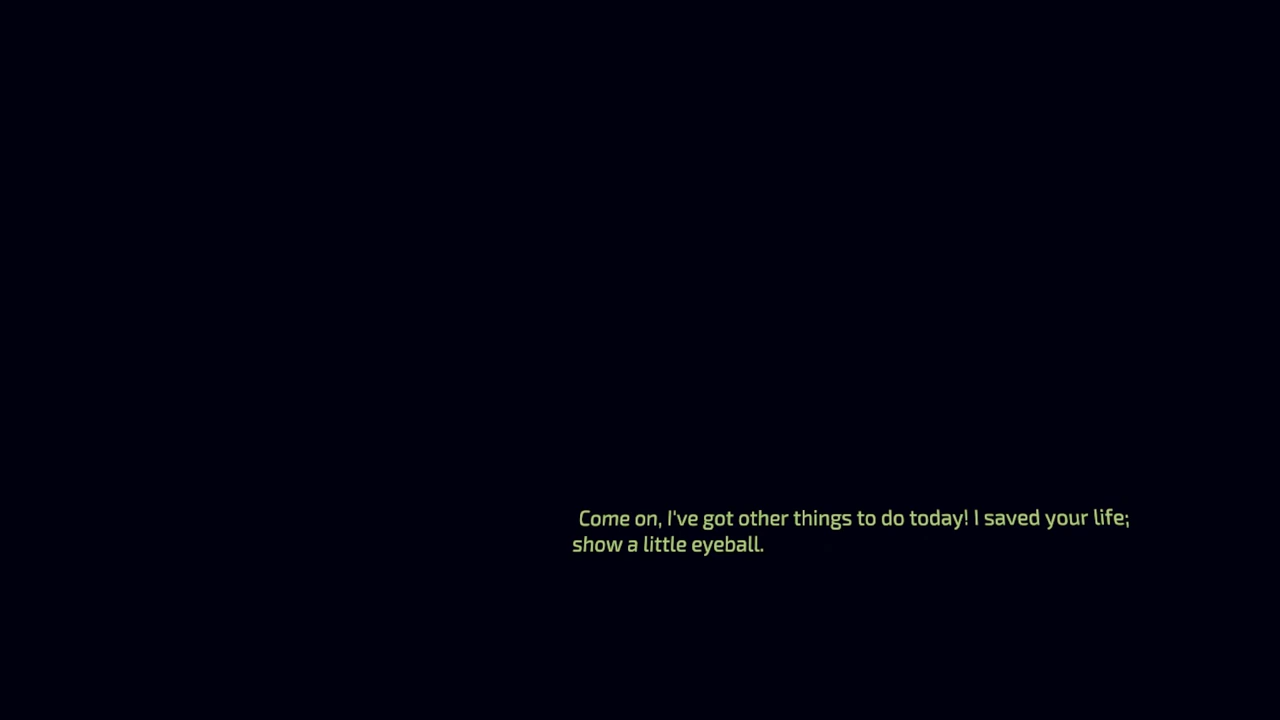 Come on, I've got other things to do today! I saved your life;
show a little eyeball.